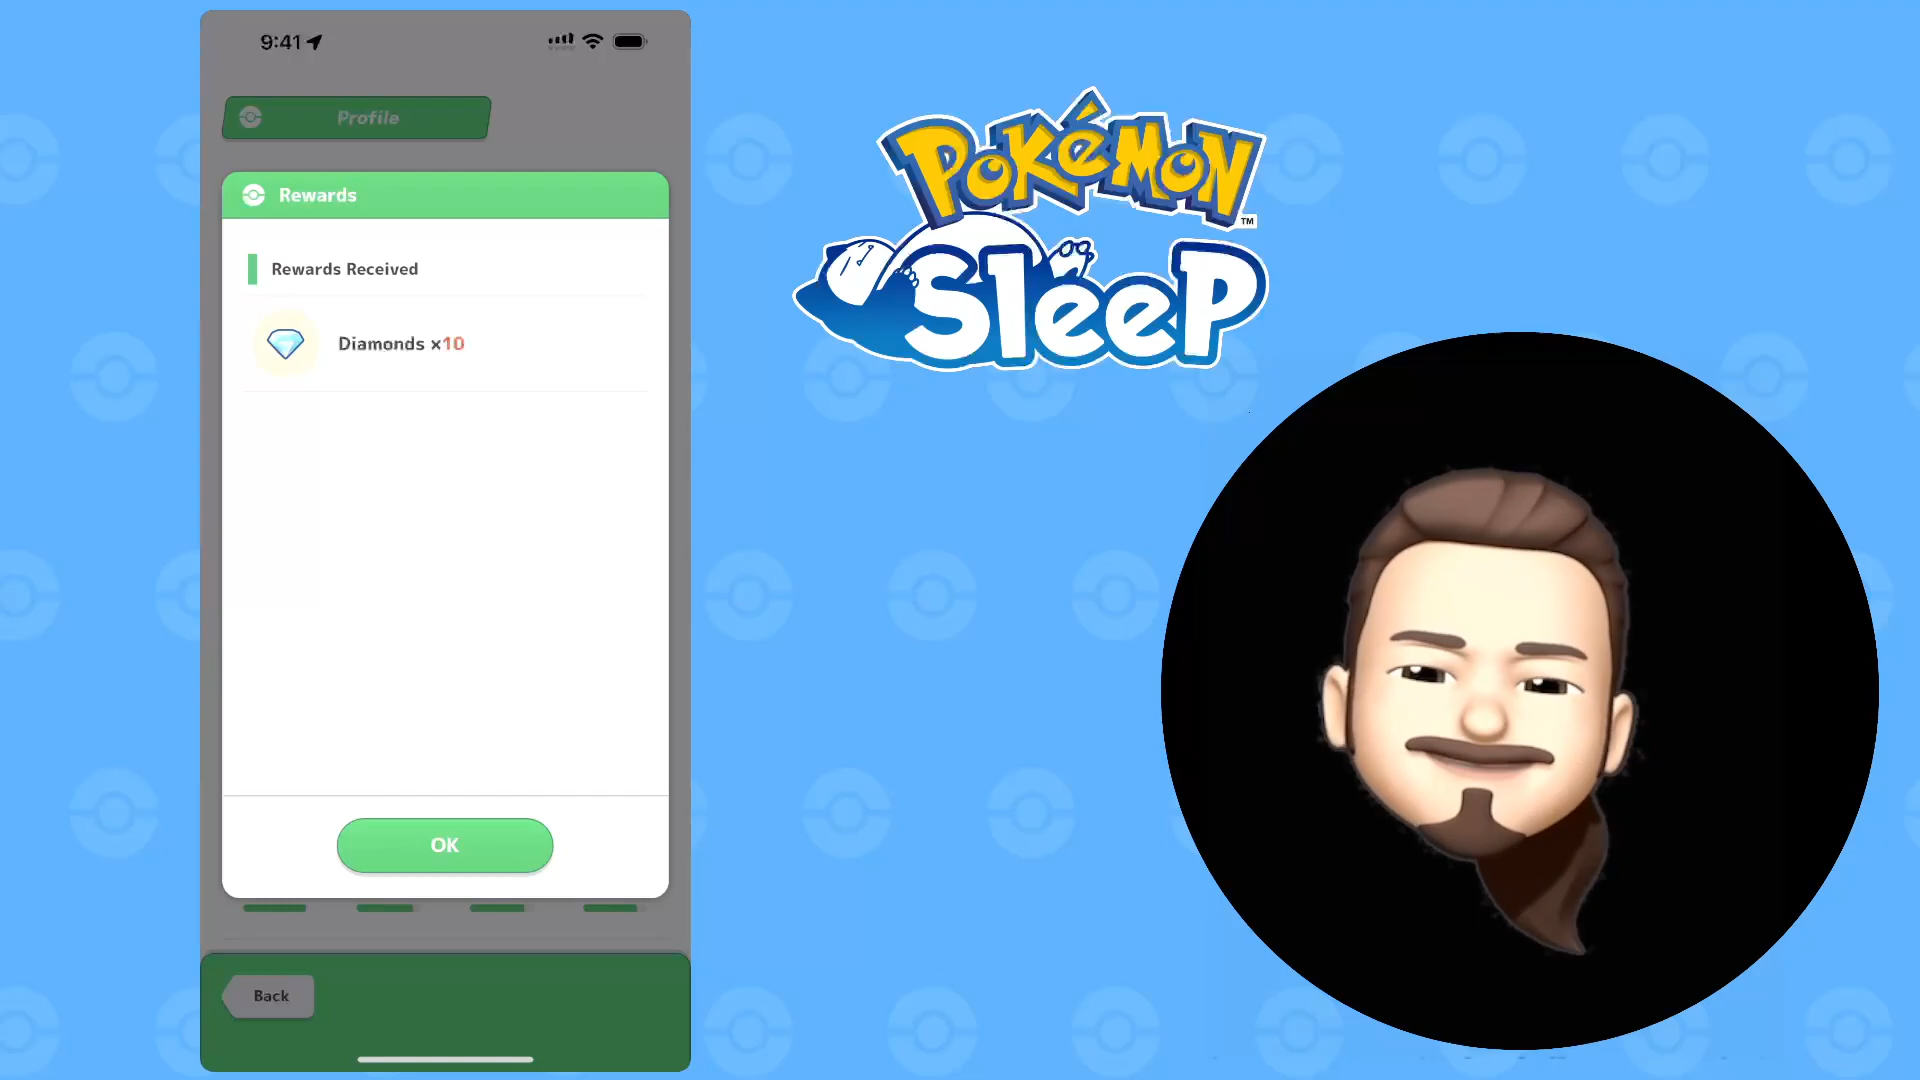 9:41
Profile
Rewards
Rewards Received
Diamonds ×10
OK
Back
POKéMON
TM
SleeP